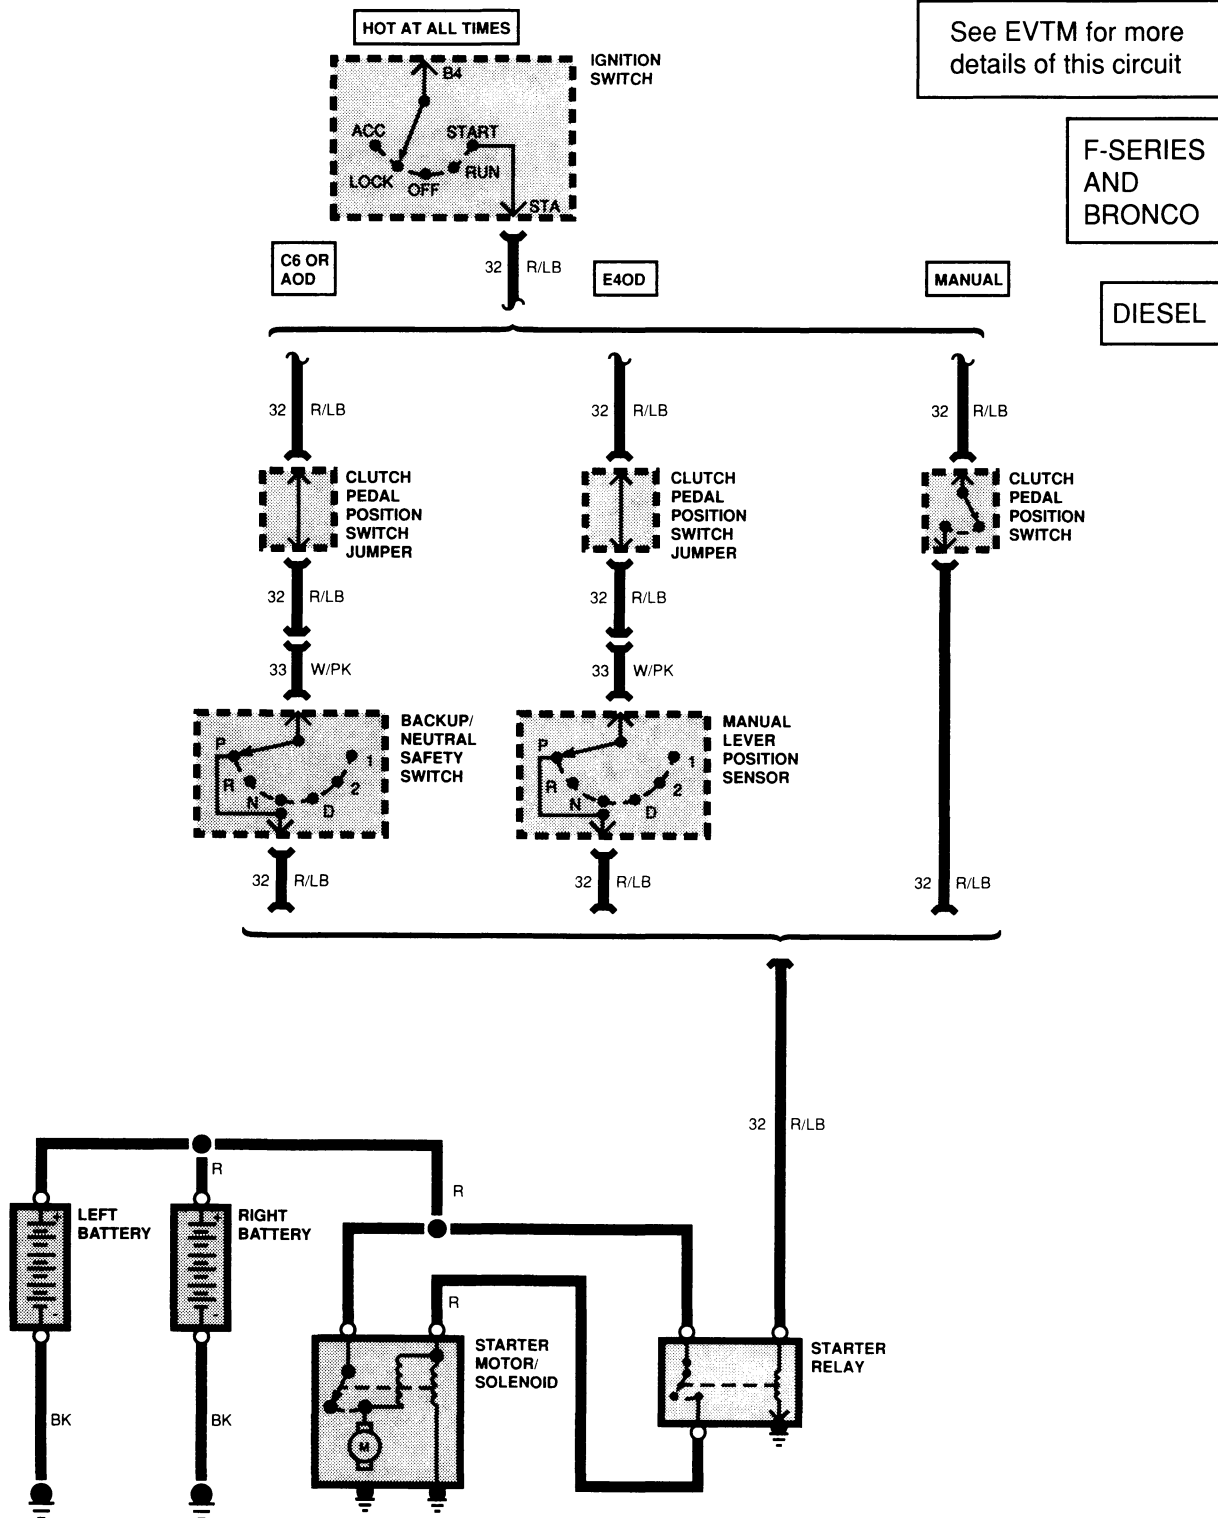 HOT AT ALL TIMES
See EVTM for more
details of this circuit
IGNITION
SWITCH
B4
ACC
START
LOCK
OFF
RUN
STA
F-SERIES
AND
BRONCO
C6 OR
AOD
32
R/LB
E4OD
MANUAL
DIESEL
32
R/LB
32
R/LB
32
R/LB
CLUTCH
PEDAL
POSITION
SWITCH
JUMPER
CLUTCH
PEDAL
POSITION
SWITCH
JUMPER
CLUTCH
PEDAL
POSITION
SWITCH
32
R/LB
32
R/LB
33
W/PK
33
W/PK
P
R
N
D
2
1
BACKUP/
NEUTRAL
SAFETY
SWITCH
P
R
N
D
2
1
MANUAL
LEVER
POSITION
SENSOR
32
R/LB
32
R/LB
32
R/LB
32
R/LB
R
R
LEFT
BATTERY
+
-
RIGHT
BATTERY
+
-
R
STARTER
MOTOR/
SOLENOID
M
STARTER
RELAY
BK
BK